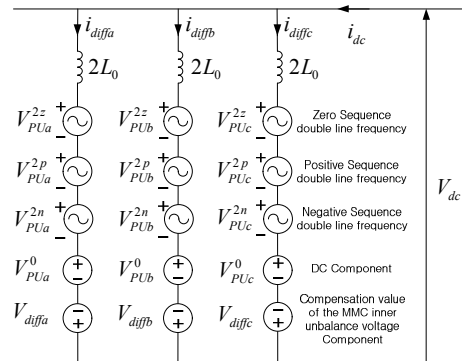 i_diffa i_diffb i_diffc i_dc
2L_0 2L_0 2L_0
+ + +
V_PUa^2z V_PUb^2z V_PUc^2z Zero Sequence
double line frequency
− − −
+ + +
V_PUa^2p V_PUb^2p V_PUc^2p Positive Sequence
double line frequency
− − −
V_dc
+ + +
V_PUa^2n V_PUb^2n V_PUc^2n Negative Sequence
double line frequency
− − −
V_PUa^0 + − V_PUb^0 + − V_PUc^0 + − DC Component
V_diffa + − V_diffb + − V_diffc + − Compensation value
of the MMC inner
unbalance voltage
Component